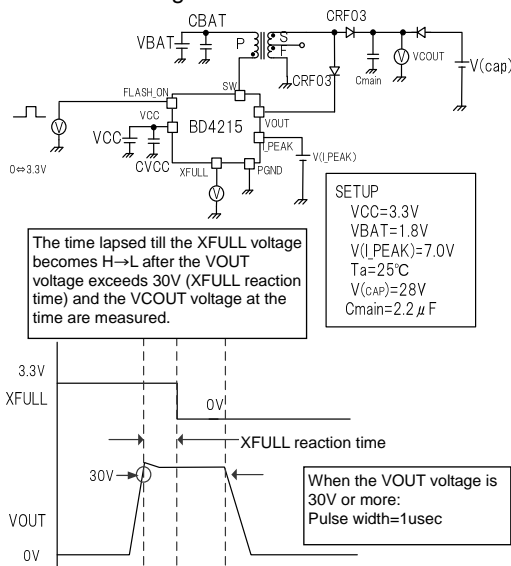 CBAT
CRF03
VBAT
P
S
F
VCOUT
V(cap)
Cmain
CRF03
SW
FLASH_ON
VCC
BD4215
VOUT
I_PEAK
V
VCC
CVCC
V(I_PEAK)
XFULL
PGND
0⇔3.3V
V
SETUP
VCC=3.3V
VBAT=1.8V
V(I_PEAK)=7.0V
Ta=25℃
V(CAP)=28V
Cmain=2.2μF
The time lapsed till the XFULL voltage
becomes H→L after the VOUT
voltage exceeds 30V (XFULL reaction
time) and the VCOUT voltage at the
time are measured.
3.3V
XFULL
0V
XFULL reaction time
30V
When the VOUT voltage is
30V or more:
Pulse width=1usec
VOUT
0V